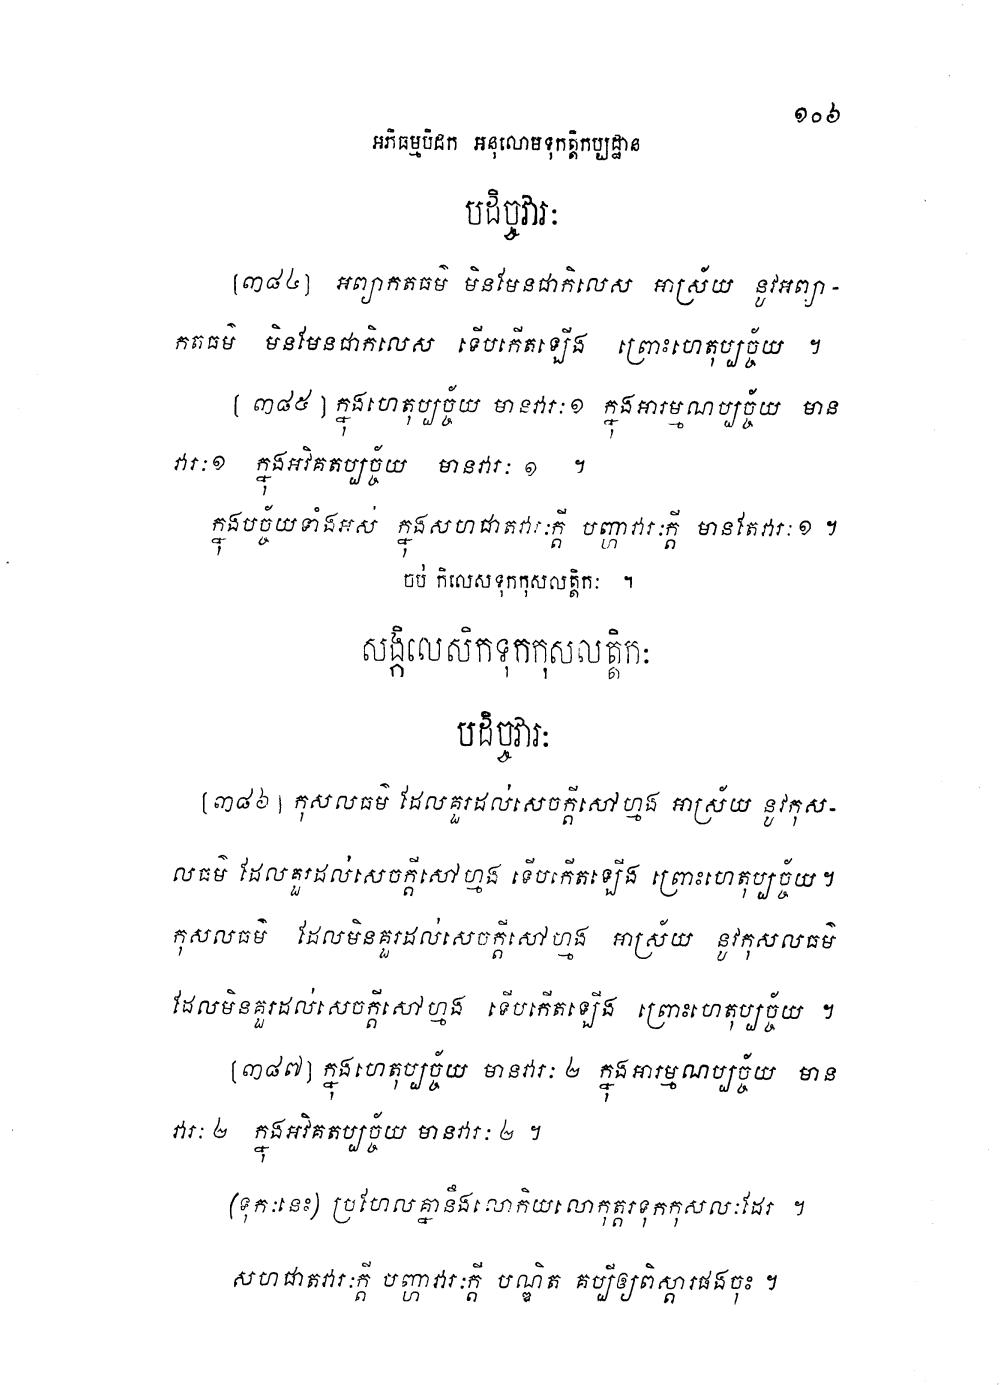 ១០៦
អភិធម្មបិដក អនុលោមទុកត្តិកប្បដ្ឋាន
បដិច្ចវារៈ
[៣៨៤] អព្យាកតធម៌ មិនមែនជាកិលេស អាស្រ័យ នូវអព្យា-
កតធម៌ មិនមែនជាកិលេស ទើបកើតឡើង ព្រោះហេតុប្បច្ច័យ ។
[៣៨៥] ក្នុងហេតុប្បច្ច័យ មានវារៈ១ ក្នុងអារម្មណប្បច្ច័យ មាន
វារៈ១ ក្នុងអវិគតប្បច្ច័យ មានវារៈ ១ ។
ក្នុងបច្ច័យទាំងអស់ ក្នុងសហជាតវារៈក្តី បញ្ហាវារៈក្តី មានតែវារៈ១ ។
ចប់ កិលេសទុកកុសលត្តិកៈ ។
សង្កិលេសិកទុកកុសលត្តិកៈ
បដិច្ចវារៈ
[៣៨៦] កុសលធម៌ ដែលគួរដល់សេចក្តីសៅហ្មង អាស្រ័យ នូវកុស-
លធម៌ ដែលគួរដល់សេចក្តីសៅហ្មង ទើបកើតឡើង ព្រោះហេតុប្បច្ច័យ ។
កុសលធម៌ ដែលមិនគួរដល់សេចក្តីសៅហ្មង អាស្រ័យ នូវកុសលធម៌
ដែលមិនគួរដល់សេចក្តីសៅហ្មង ទើបកើតឡើង ព្រោះហេតុប្បច្ច័យ ។
[៣៨៧] ក្នុងហេតុប្បច្ច័យ មានវារៈ ២ ក្នុងអារម្មណប្បច្ច័យ មាន
វារៈ ២ ក្នុងអវិគតប្បច្ច័យ មានវារៈ ២ ។
(ទុកៈនេះ) ប្រហែលគ្នានឹងលោកិយលោកុត្តរទុកកុសលៈដែរ ។
សហជាតវារៈក្តី បញ្ហាវារៈក្តី បណ្ឌិត គប្បីឲ្យពិស្តារផងចុះ ។